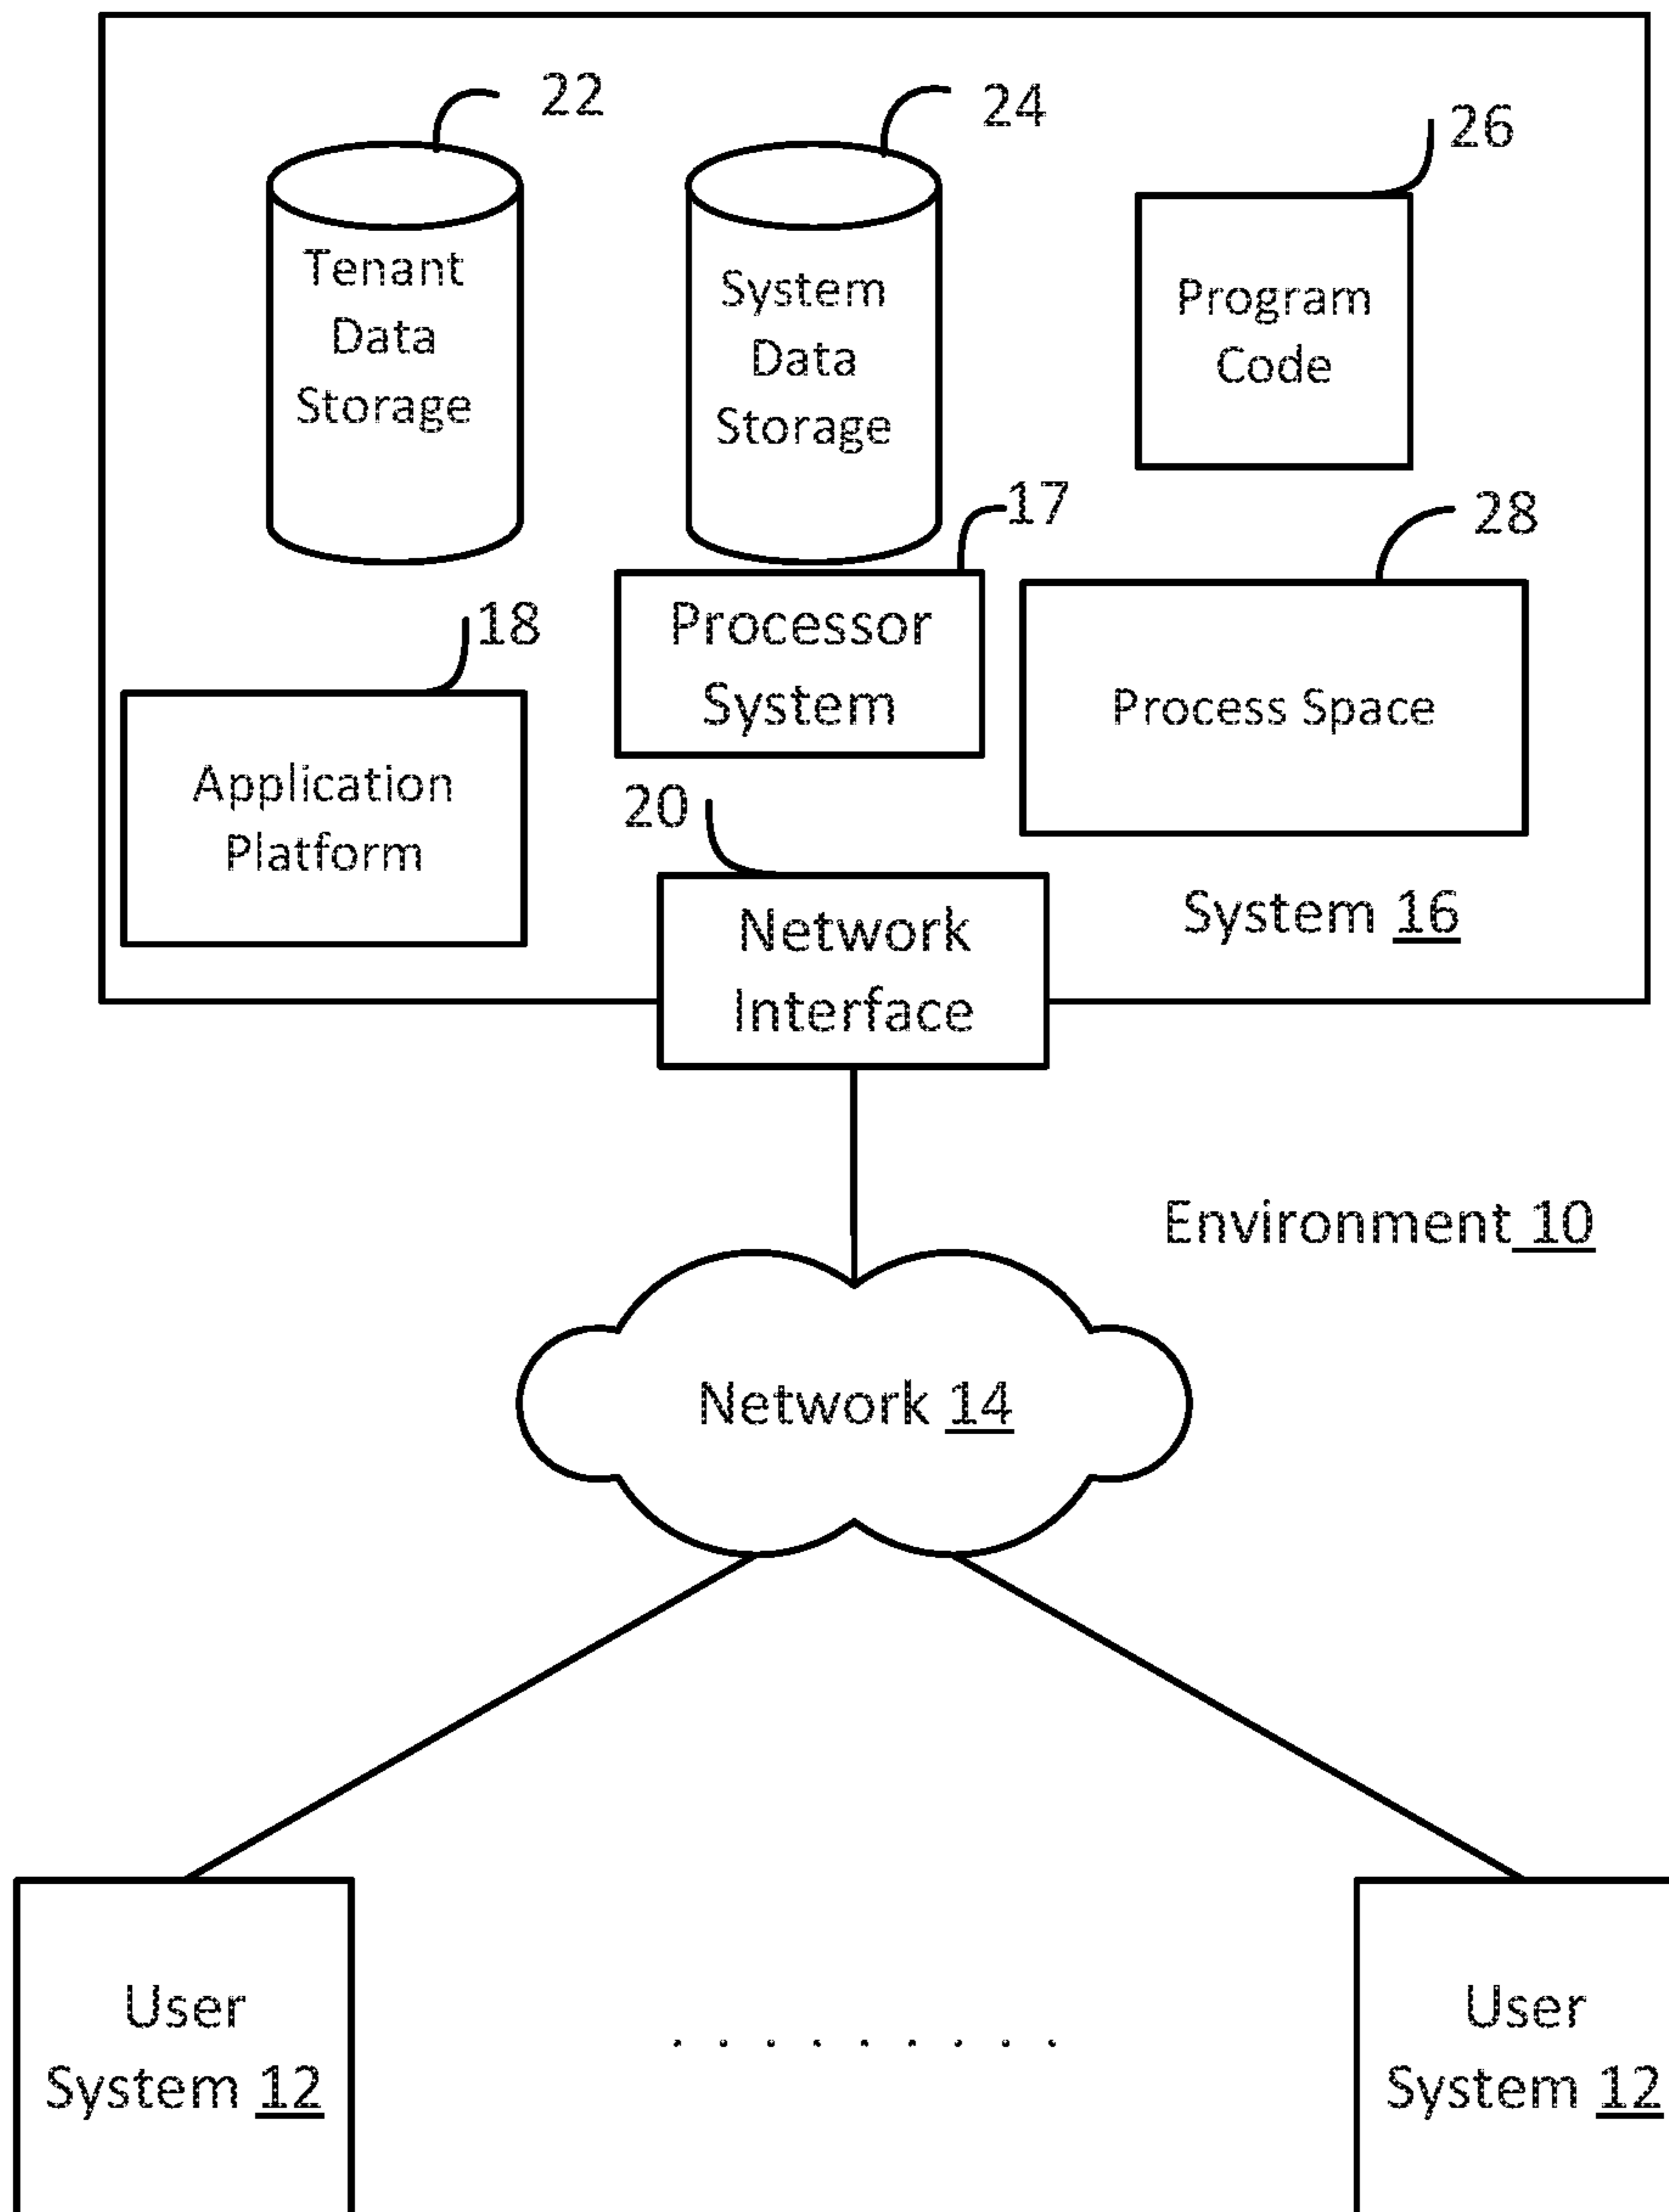 22
24
26
Tenant
Data
Storage
System
Data
Storage
Program
Code
17
28
18
Processor
System
Process Space
Application
Platform
20
Network
Interface
System 16
Environment 10
Network 14
User
System 12
.........
User
System 12